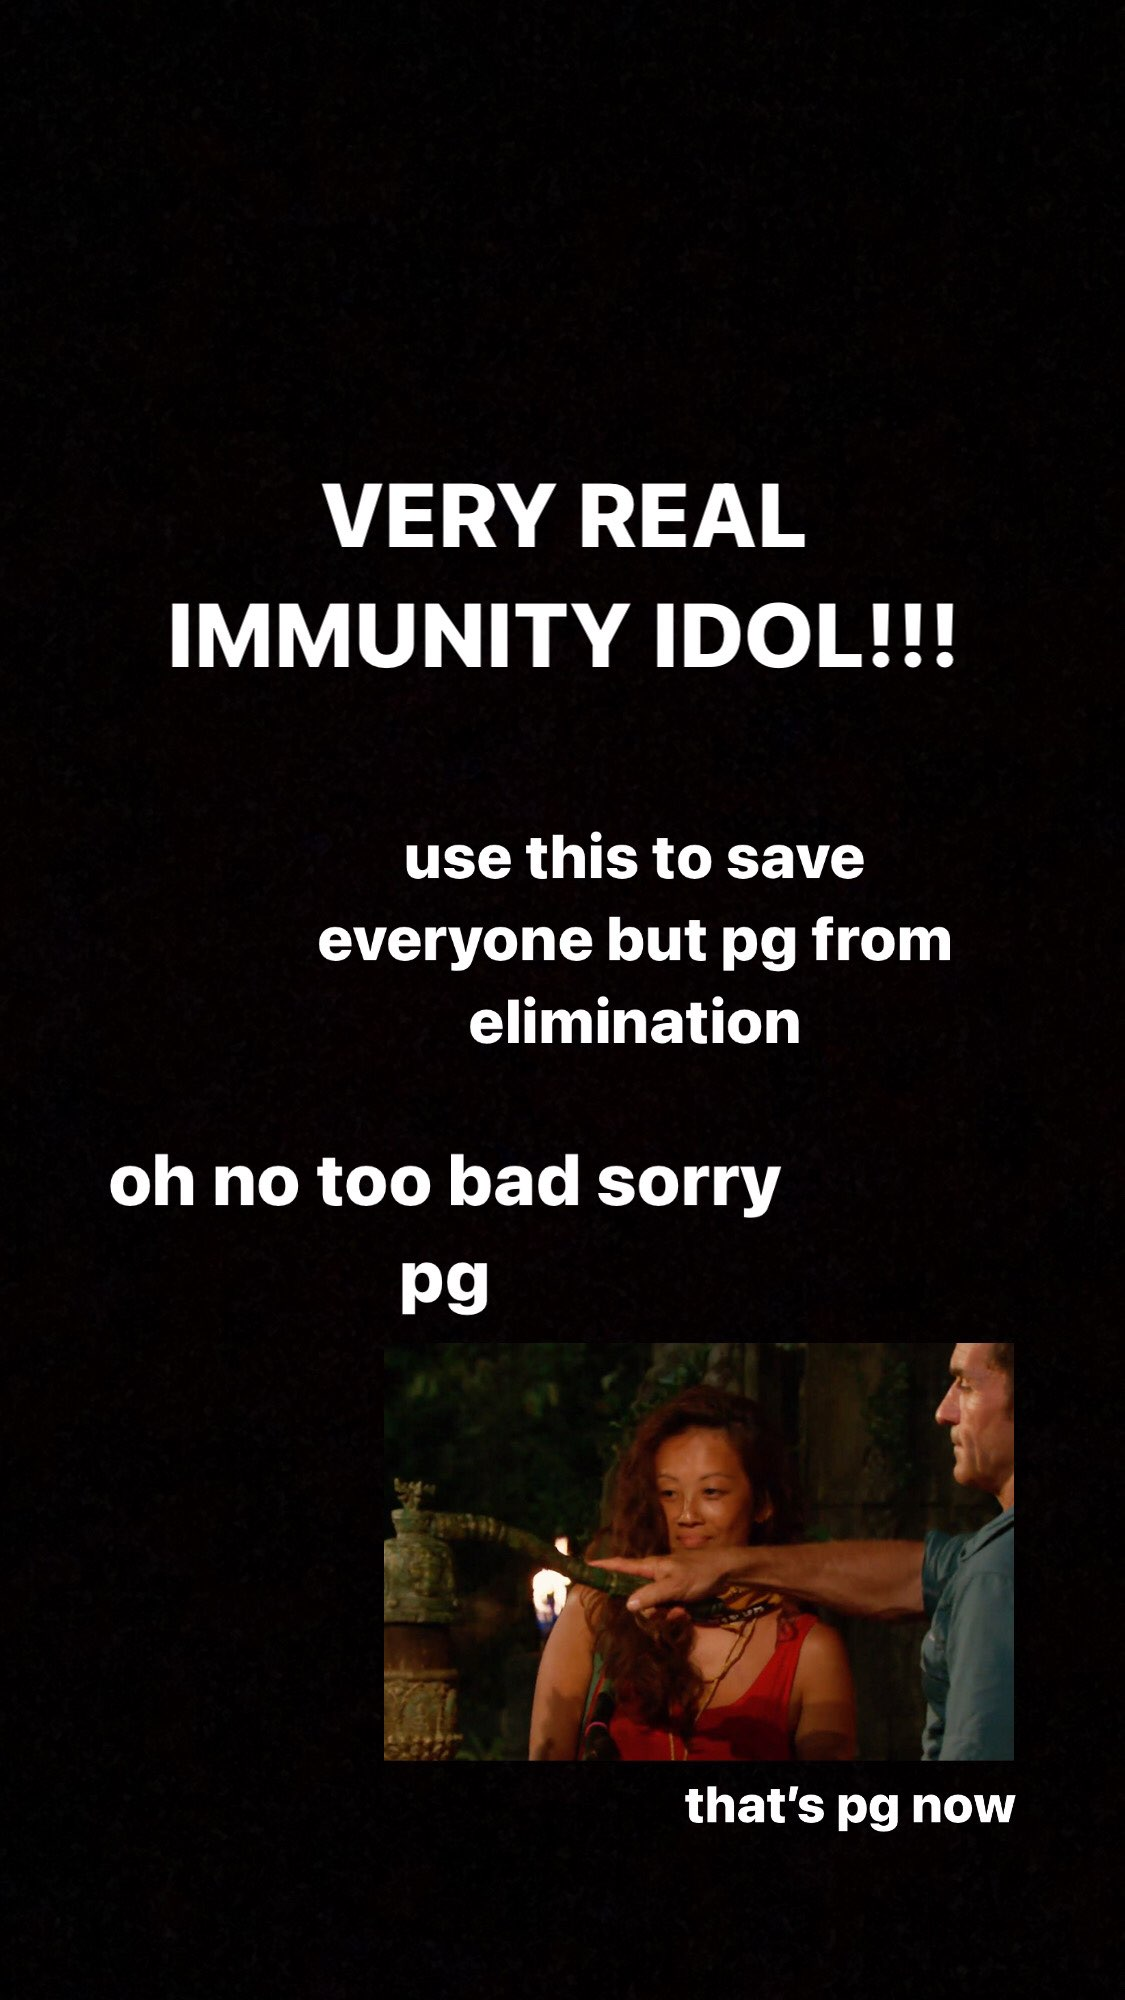 VERY REAL
IMMUNITY IDOL!!!
use this to save
everyone but pg from
elimination
oh no too bad sorry
pg
that’s pg now